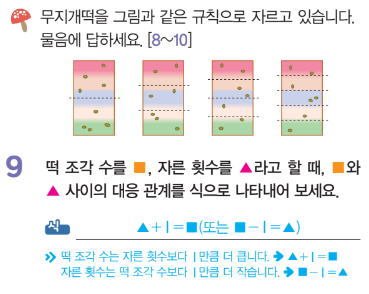 무지개떡을 그림과 같은 규칙으로 자르고 있습니다.
물음에 답하세요. [8~10]
9 떡 조각 수를 ■, 자른 횟수를 ▲라고 할 때, ■와
▲ 사이의 대응 관계를 식으로 나타내어 보세요.
식 ▲+1=■(또는 ■-1=▲)
» 떡 조각 수는 자른 횟수보다 1만큼 더 큽니다. ➔ ▲+1=■
자른 횟수는 떡 조각 수보다 1만큼 더 작습니다. ➔ ■-1=▲